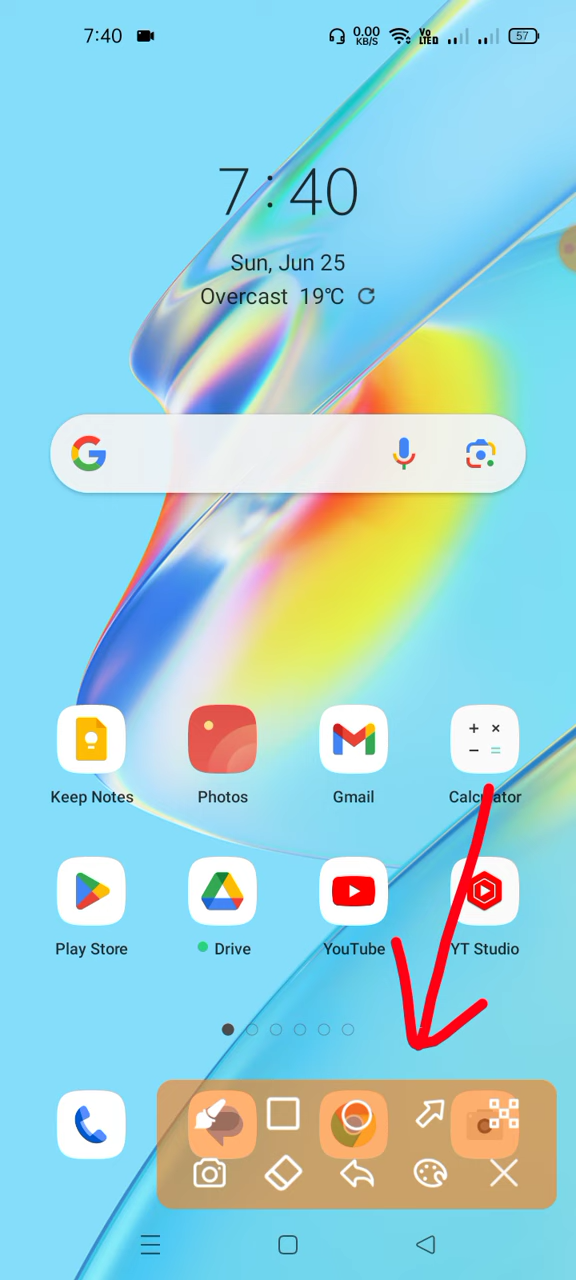 7:40
0.00
KB/S
Vo
LTED
57
7:40
Sun, Jun 25
Overcast 19℃
Keep Notes
Photos
Gmail
Calculator
Play Store
Drive
YouTube
YT Studio